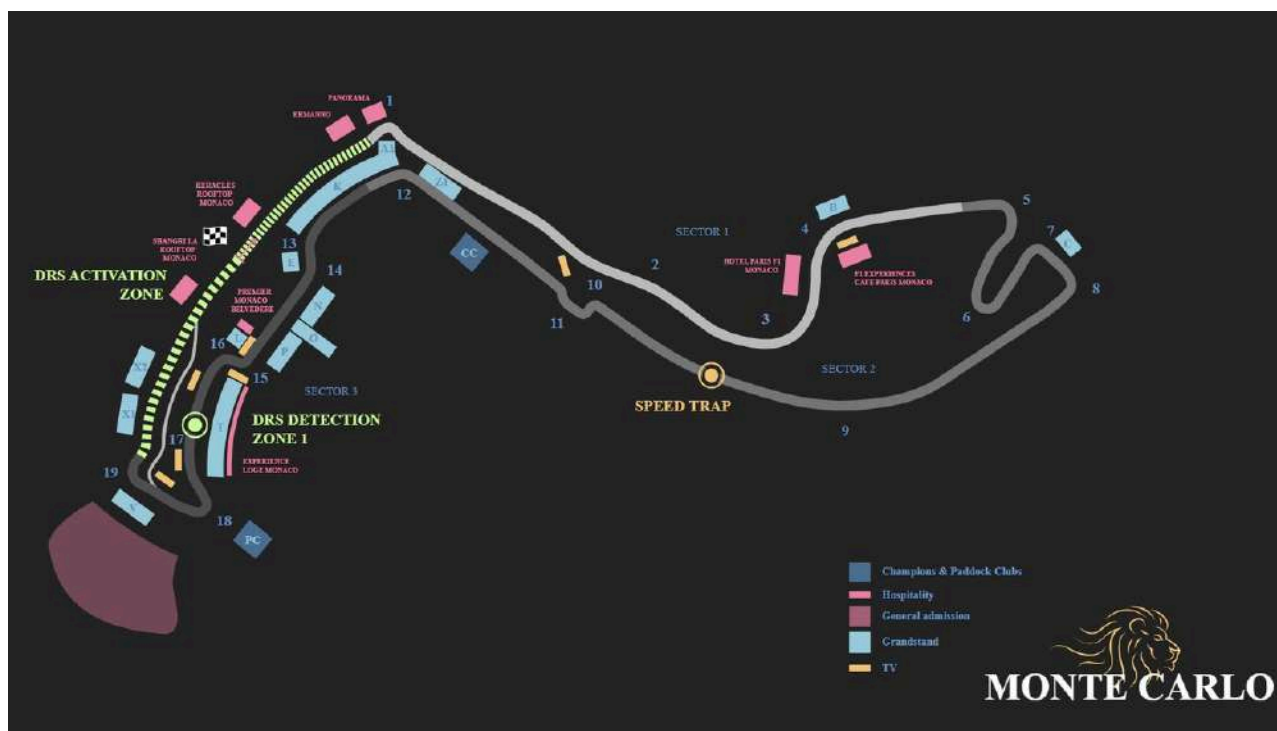 PANORAMA
1
ERMANNO
A1
K
12
ZA
HERACLES
ROOFTOP
MONACO
SHANGRI LA
ROOFTOP
MONACO
13
E
14
DRS ACTIVATION
ZONE
PREMIER
MONACO
BELVEDERE
16
N
O
P
15
SECTOR 3
DRS DETECTION
ZONE 1
17
T
EXPERIENCE
LOGE MONACO
19
V
18
PC
CC
10
11
2
SECTOR 1
HOTEL PARIS F1
MONACO
3
4
B
F1 EXPERIENCES
CAFE PARIS MONACO
5
7
C
6
8
SECTOR 2
SPEED TRAP
9
Champions & Paddock Clubs
Hospitality
General admission
Grandstand
TV
MONTE CARLO